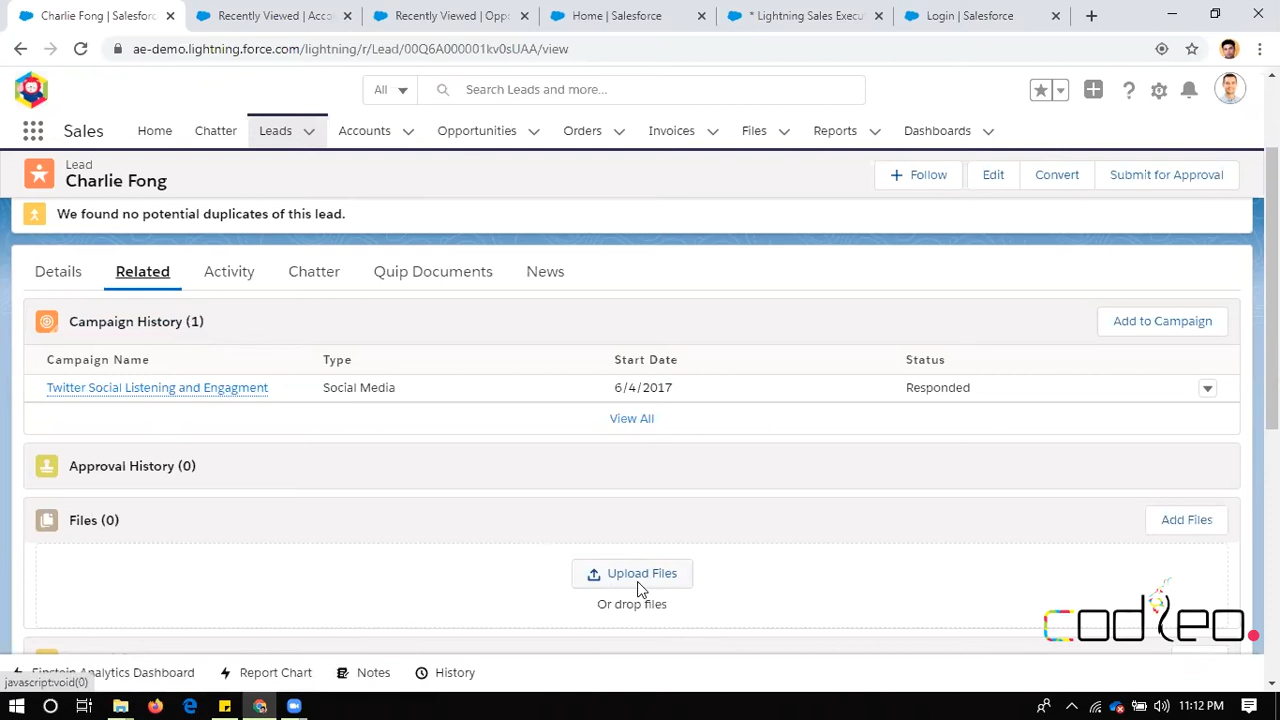 Charlie Fong | Salesforc
Recently Viewed | Acco
Recently Viewed | Opp
Home | Salesforce
* Lightning Sales Execu
Login | Salesforce
ae-demo.lightning.force.com/lightning/r/Lead/00Q6A000001kv0sUAA/view
All
Search Leads and more...
Sales
Home
Chatter
Leads
Accounts
Opportunities
Orders
Invoices
Files
Reports
Dashboards
Lead
Charlie Fong
Follow
Edit
Convert
Submit for Approval
We found no potential duplicates of this lead.
Details
Related
Activity
Chatter
Quip Documents
News
Campaign History (1)
Add to Campaign
Campaign Name
Type
Start Date
Status
Twitter Social Listening and Engagment
Social Media
6/4/2017
Responded
View All
Approval History (0)
Files (0)
Add Files
Upload Files
Or drop files
codleo.
Einstein Analytics Dashboard
Report Chart
Notes
History
javascript:void(0)
11:12 PM